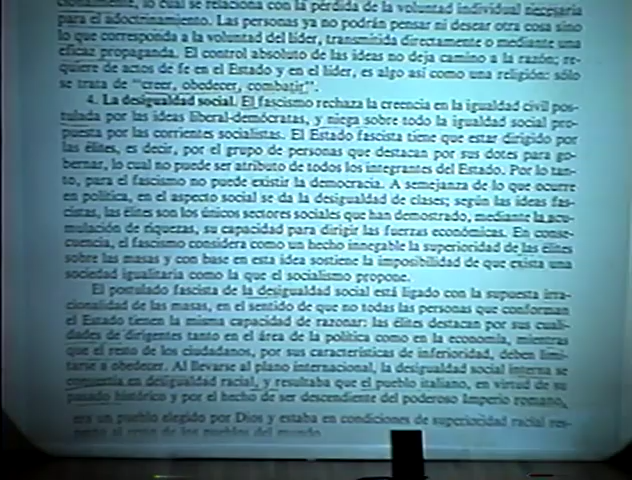 cionamiento, lo cual se relaciona con la pérdida de la voluntad individual necesaria
para el adoctrinamiento. Las personas ya no podrán pensar ni desear otra cosa sino
lo que corresponda a la voluntad del líder, transmitida directamente o mediante una
eficaz propaganda. El control absoluto de las ideas no deja camino a la razón; re-
quiere de actos de fe en el Estado y en el líder, es algo así como una religión: sólo
se trata de "creer, obedecer, combatir".
4. La desigualdad social. El fascismo rechaza la creencia en la igualdad civil pos-
tulada por las ideas liberal-demócratas, y niega sobre todo la igualdad social pro-
puesta por las corrientes socialistas. El Estado fascista tiene que estar dirigido por
las élites, es decir, por el grupo de personas que destacan por sus dotes para go-
bernar, lo cual no puede ser atributo de todos los integrantes del Estado. Por lo tan-
to, para el fascismo no puede existir la democracia. A semejanza de lo que ocurre
en política, en el aspecto social se da la desigualdad de clases; según las ideas fas-
cistas, las élites son los únicos sectores sociales que han demostrado, mediante la acu-
mulación de riquezas, su capacidad para dirigir las fuerzas económicas. En conse-
cuencia, el fascismo considera como un hecho innegable la superioridad de las élites
sobre las masas y con base en esta idea sostiene la imposibilidad de que exista una
sociedad igualitaria como la que el socialismo propone.
El postulado fascista de la desigualdad social está ligado con la supuesta irra-
cionalidad de las masas, en el sentido de que no todas las personas que conforman
el Estado tienen la misma capacidad de razonar: las élites destacan por sus cuali-
dades de dirigentes tanto en el área de la política como en la economía, mientras
que el resto de los ciudadanos, por sus características de inferioridad, deben limi-
tarse a obedecer. Al llevarse al plano internacional, la desigualdad social interna se
convertía en desigualdad racial, y resultaba que el pueblo italiano, en virtud de su
pasado histórico y por el hecho de ser descendiente del poderoso Imperio romano,
era un pueblo elegido por Dios y estaba en condiciones de superioridad racial res-
pecto al resto de los pueblos del mundo.